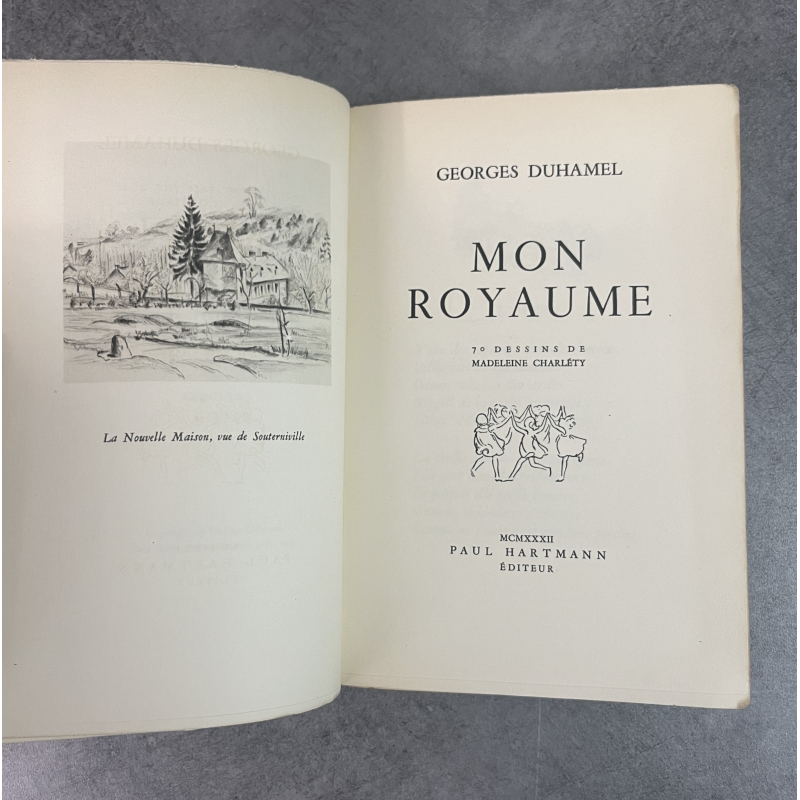 La Nouvelle Maison, vue de Souterniville
GEORGES DUHAMEL
MON
ROYAUME
70 DESSINS DE
MADELEINE CHARLÉTY
MCMXXXII
PAUL HARTMANN
ÉDITEUR